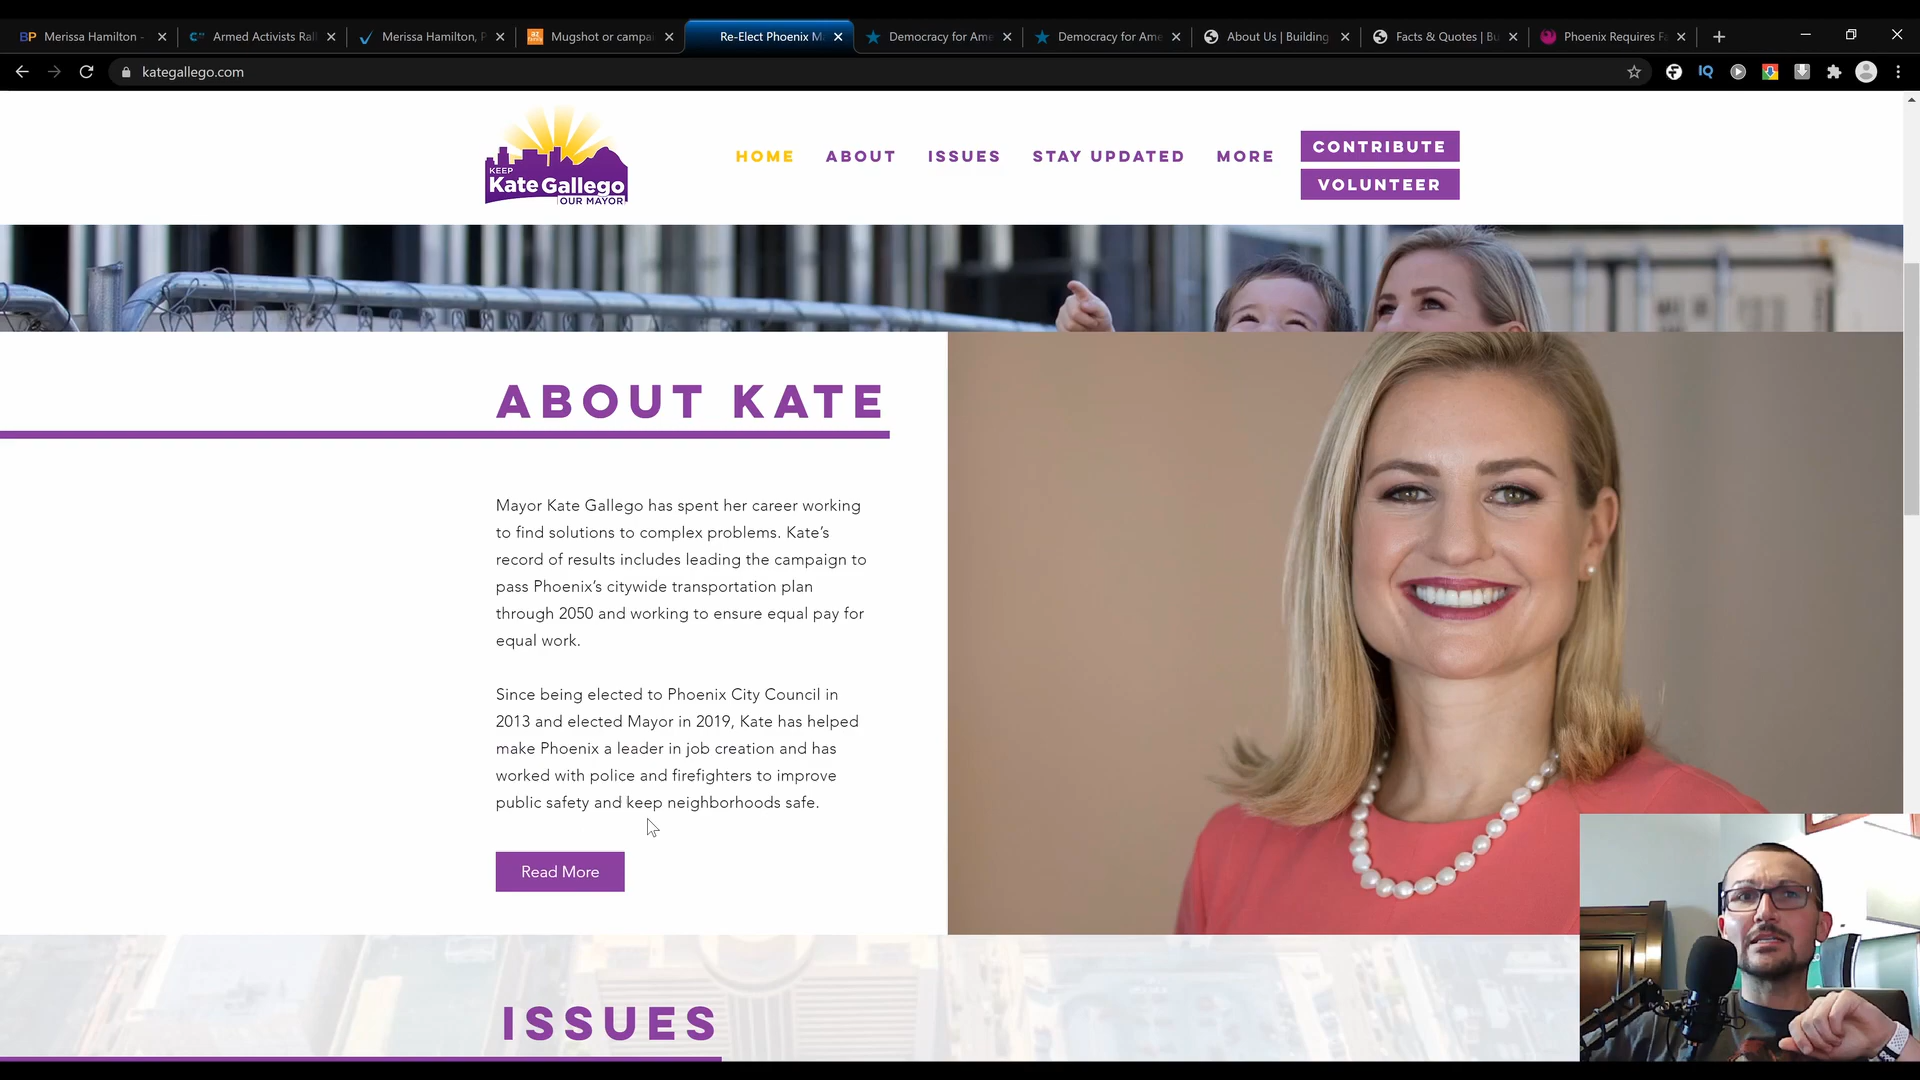 BP Merissa Hamilton -
Armed Activists Ral
Merissa Hamilton, P
az
Mugshot or campa
Re-Elect Phoenix M
Democracy for Ame
Democracy for Ame
About Us | Building
Facts & Quotes | Bu
Phoenix Requires Fa
kategallego.com
IQ
KEEP
Kate Gallego
OUR MAYOR
HOME
ABOUT
ISSUES
STAY UPDATED
MORE
CONTRIBUTE
VOLUNTEER
ABOUT KATE
Mayor Kate Gallego has spent her career working
to find solutions to complex problems. Kate’s
record of results includes leading the campaign to
pass Phoenix’s citywide transportation plan
through 2050 and working to ensure equal pay for
equal work.
Since being elected to Phoenix City Council in
2013 and elected Mayor in 2019, Kate has helped
make Phoenix a leader in job creation and has
worked with police and firefighters to improve
public safety and keep neighborhoods safe.
Read More
ISSUES